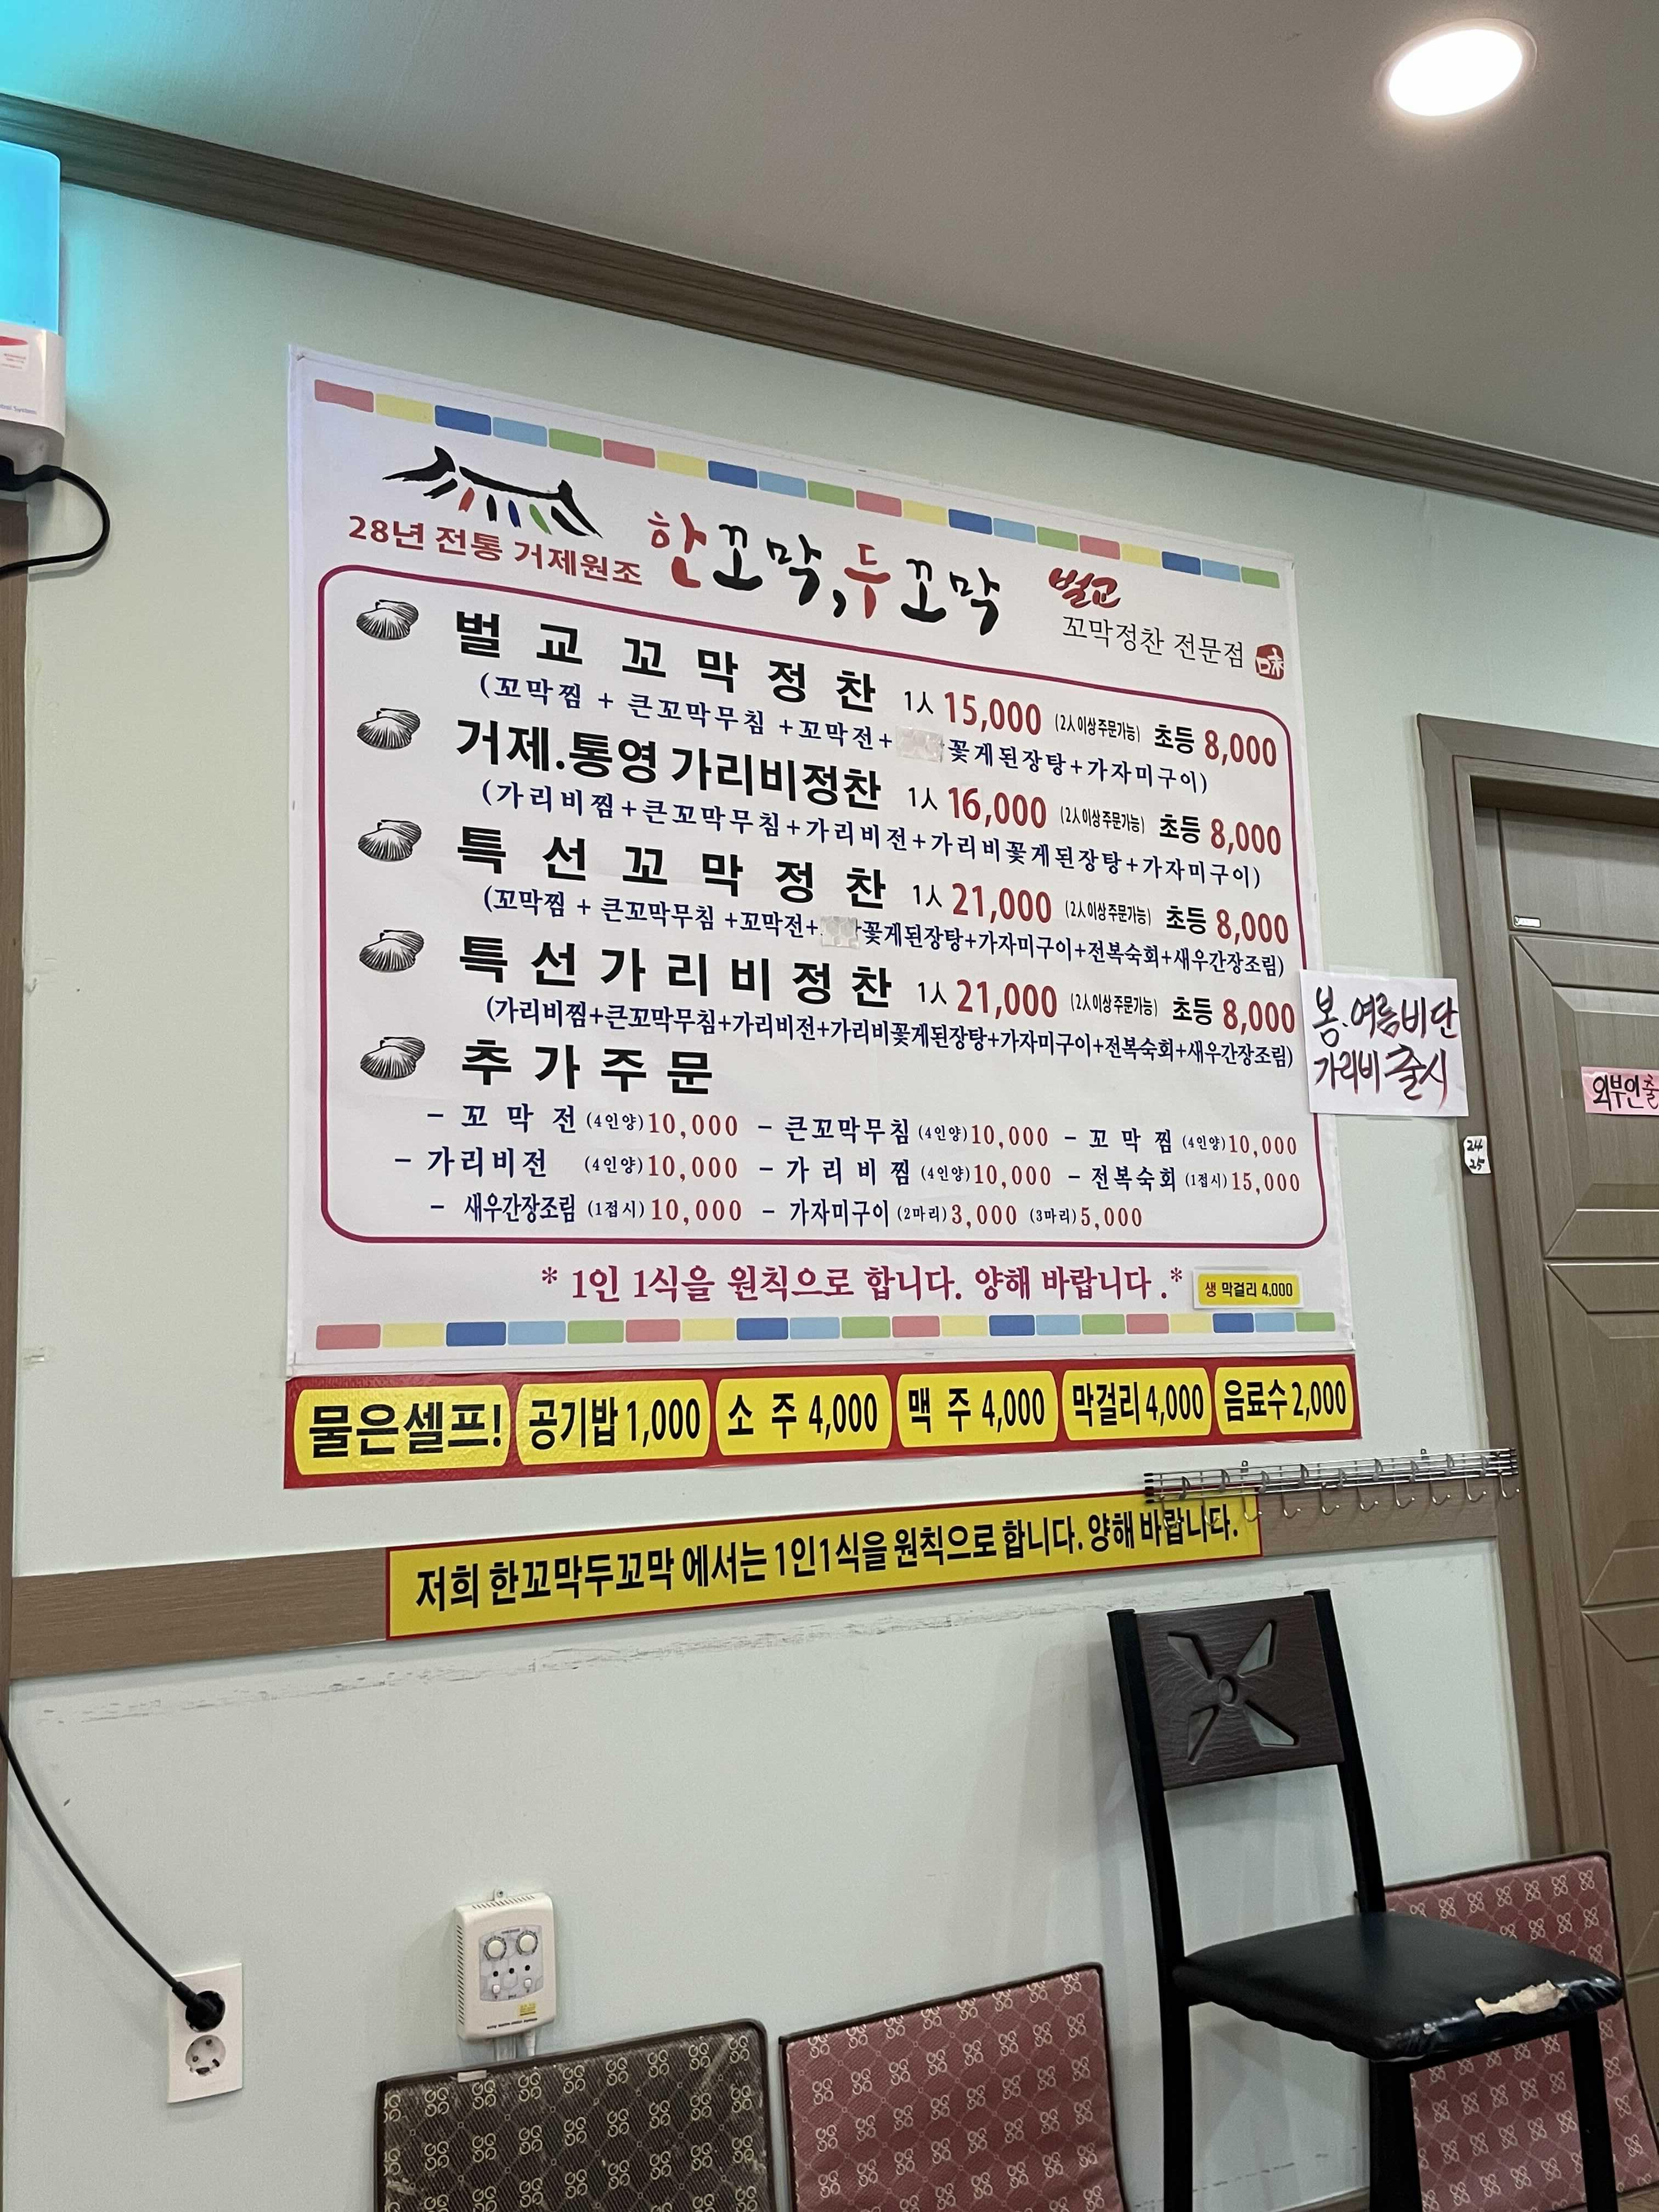 28년 전통 거제원조 한꼬막,두꼬막 벌교
꼬막정찬 전문점 味
벌교꼬막정찬 1人 15,000 (2人이상 주문가능) 초등 8,000
(꼬막찜 + 큰꼬막무침 +꼬막전+ 꽃게된장탕+가자미구이)
거제.통영 가리비정찬 1人 16,000 (2人이상 주문가능) 초등 8,000
(가리비찜+큰꼬막무침+가리비전+가리비꽃게된장탕+가자미구이)
특선꼬막정찬 1人 21,000 (2人이상 주문가능) 초등 8,000
(꼬막찜 + 큰꼬막무침 +꼬막전+ 꽃게된장탕+가자미구이+전복숙회+새우간장조림)
특선가리비정찬 1人 21,000 (2人이상 주문가능) 초등 8,000
(가리비찜+큰꼬막무침+가리비전+가리비꽃게된장탕+가자미구이+전복숙회+새우간장조림)
추가주문
- 꼬막전 (4인양) 10,000 - 큰꼬막무침 (4인양) 10,000 - 꼬막찜 (4인양) 10,000
- 가리비전 (4인양) 10,000 - 가리비찜 (4인양) 10,000 - 전복숙회 (1접시) 15,000
- 새우간장조림 (1접시) 10,000 - 가자미구이 (2마리) 3,000 (3마리) 5,000
* 1인 1식을 원칙으로 합니다. 양해 바랍니다. *
생 막걸리 4,000
물은셀프! 공기밥 1,000 소주 4,000 맥주 4,000 막걸리 4,000 음료수 2,000
저희 한꼬막두꼬막 에서는 1인1식을 원칙으로 합니다. 양해 바랍니다.
봄.여름비단
가리비 출시
외부인출
24
25